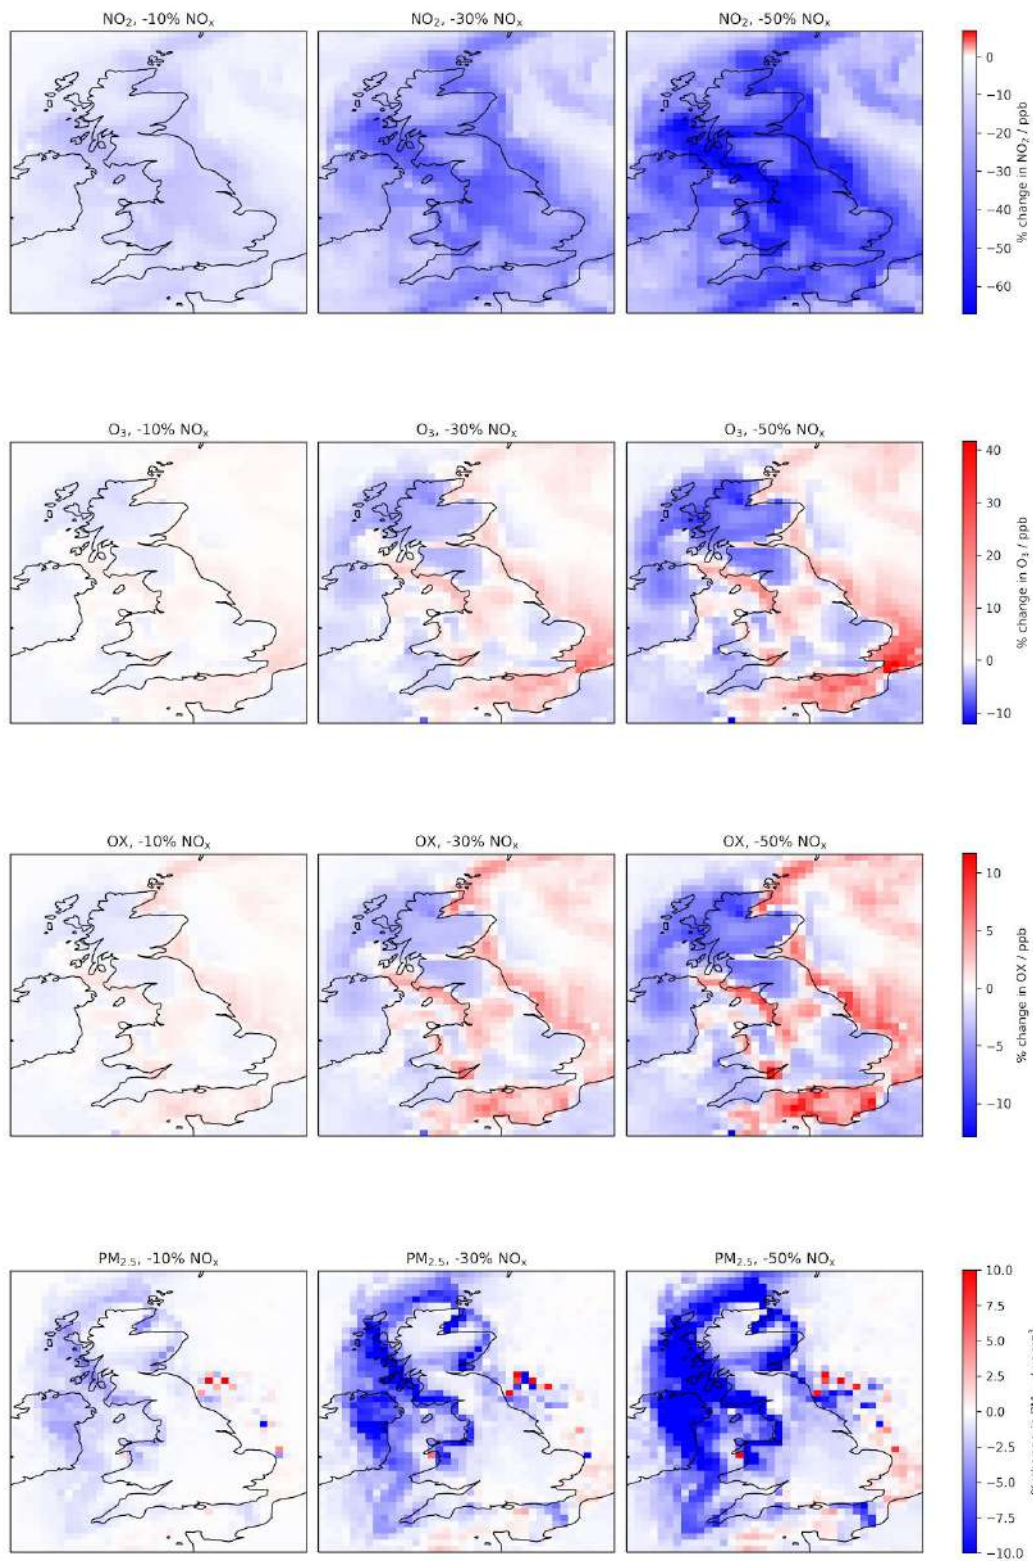 NO₂, -10% NOₓ
NO₂, -30% NOₓ
NO₂, -50% NOₓ
0
−10
−20
−30
−40
−50
−60
% change in NO₂ / ppb
O₃, -10% NOₓ
O₃, -30% NOₓ
O₃, -50% NOₓ
40
30
20
10
0
−10
% change in O₃ / ppb
OX, -10% NOₓ
OX, -30% NOₓ
OX, -50% NOₓ
10
5
0
−5
−10
% change in OX / ppb
PM₂.₅, -10% NOₓ
PM₂.₅, -30% NOₓ
PM₂.₅, -50% NOₓ
10.0
7.5
5.0
2.5
0.0
−2.5
−5.0
−7.5
−10.0